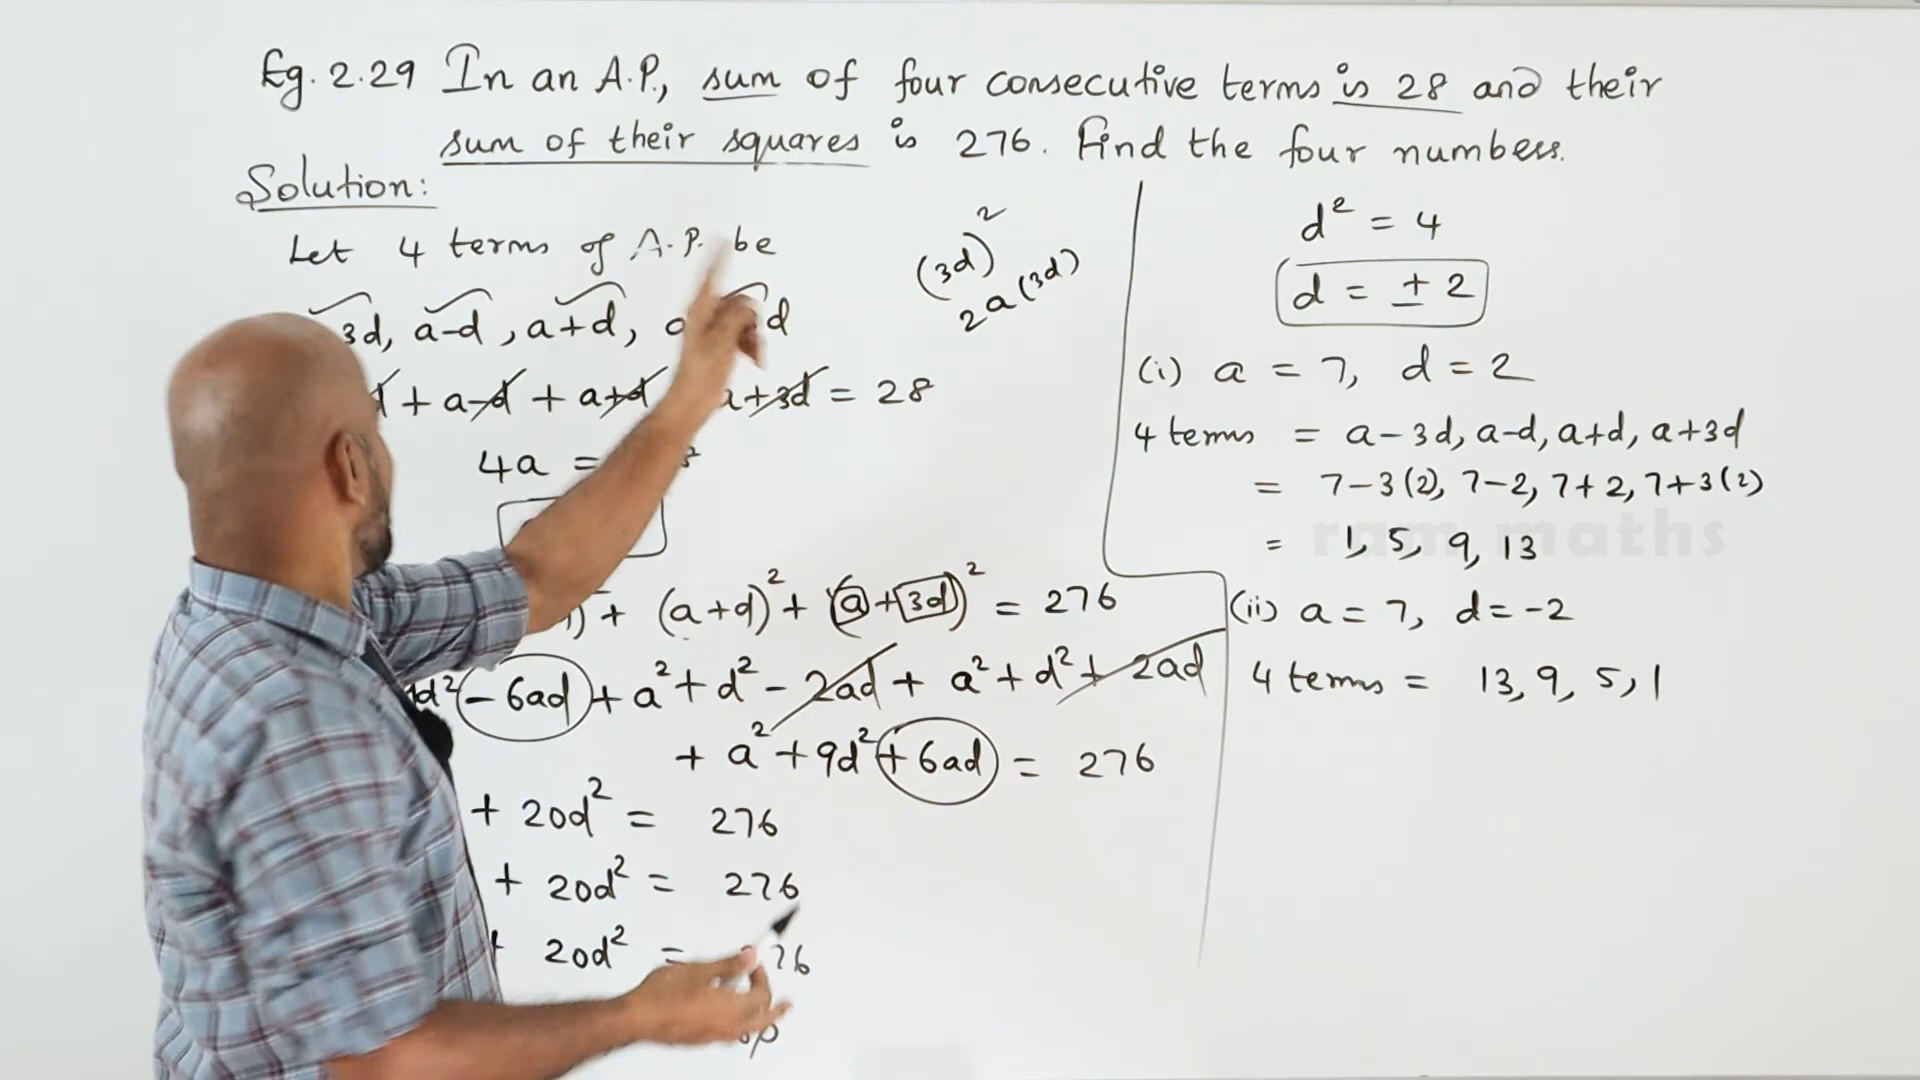 Eg. 2.29 In an A.P., sum of four consecutive terms is 28 and their
sum of their squares is 276. Find the four numbers.
Solution:
Let 4 terms of A.P. be
3d, a-d, a+d, d
+ a-d + a+d a+3d = 28
4a =
+ (a+d)² + (a+3d)² = 276
d² - 6ad + a² + d² - 2ad + a² + d² + 2ad
+ a² + 9d² + 6ad = 276
+ 20d² = 276
+ 20d² = 276
20d² = 76
(3d)²
2a(3d)
d² = 4
d = ± 2
(i) a = 7, d = 2
4 terms = a-3d, a-d, a+d, a+3d
= 7-3(2), 7-2, 7+2, 7+3(2)
= 1, 5, 9, 13
ram maths
(ii) a = 7, d = -2
4 terms = 13, 9, 5, 1